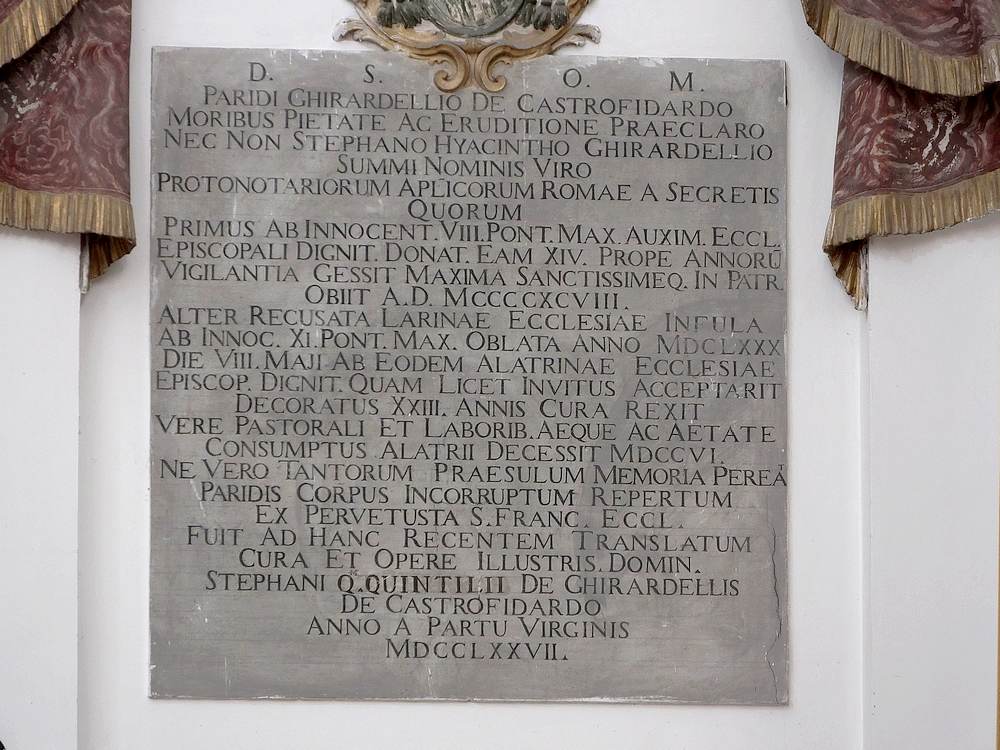 D. S. O. M.
PARIDI GHIRARDELLIO DE CASTROFIDARDO
MORIBUS PIETATE AC ERUDITIONE PRAECLARO
NEC NON STEPHANO HYACINTHO GHIRARDELLIO
SUMMI NOMINIS VIRO
PROTONOTARIORUM APLICORUM ROMAE A SECRETIS
QUORUM
PRIMUS AB INNOCENT. VIII. PONT. MAX. AUXIM. ECCL.
EPISCOPALI DIGNIT. DONAT. EAM XIV. PROPE ANNORŪ
VIGILANTIA GESSIT MAXIMA SANCTISSIMEQ. IN PATR.
OBIIT A.D. MCCCCXCVIII.
ALTER RECUSATA LARINAE ECCLESIAE INFULA
AB INNOC. XI. PONT. MAX. OBLATA ANNO MDCLXXX
DIE VIII. MAJI AB EODEM ALATRINAE ECCLESIAE
EPISCOP. DIGNIT. QUAM LICET INVITUS ACCEPTARIT
DECORATUS XXIII. ANNIS CURA REXIT
VERE PASTORALI ET LABORIB. AEQUE AC AETATE
CONSUMPTUS ALATRII DECESSIT MDCCVI.
NE VERO TANTORUM PRAESULUM MEMORIA PEREAT
PARIDIS CORPUS INCORRUPTUM REPERTUM
EX PERVETUSTA S. FRANC. ECCL.
FUIT AD HANC RECENTEM TRANSLATUM
CURA ET OPERE ILLUSTRIS. DOMIN.
STEPHANI Q. QUINTILII DE GHIRARDELLIS
DE CASTROFIDARDO
ANNO A PARTU VIRGINIS
MDCCLXXVII.